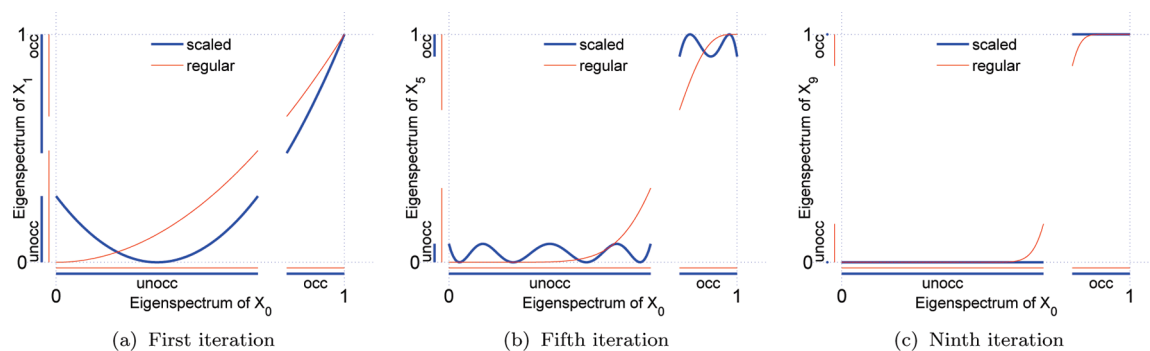 1
occ
Eigenspectrum of X1
unocc
0
scaled
regular
unocc
occ
0
1
Eigenspectrum of X0
(a) First iteration
1
occ
Eigenspectrum of X5
unocc
0
scaled
regular
unocc
occ
0
1
Eigenspectrum of X0
(b) Fifth iteration
1
occ
Eigenspectrum of X9
unocc
0
scaled
regular
unocc
occ
0
1
Eigenspectrum of X0
(c) Ninth iteration